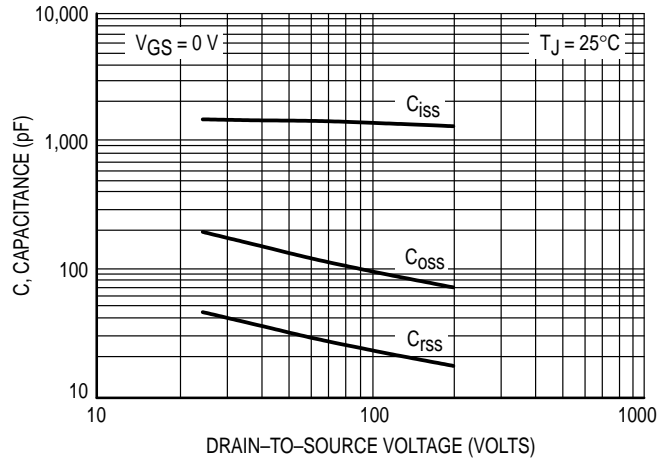 10,000
VGS = 0 V
TJ = 25°C
Ciss
1,000
C, CAPACITANCE (pF)
Coss
100
Crss
10
10
100
1000
DRAIN–TO–SOURCE VOLTAGE (VOLTS)